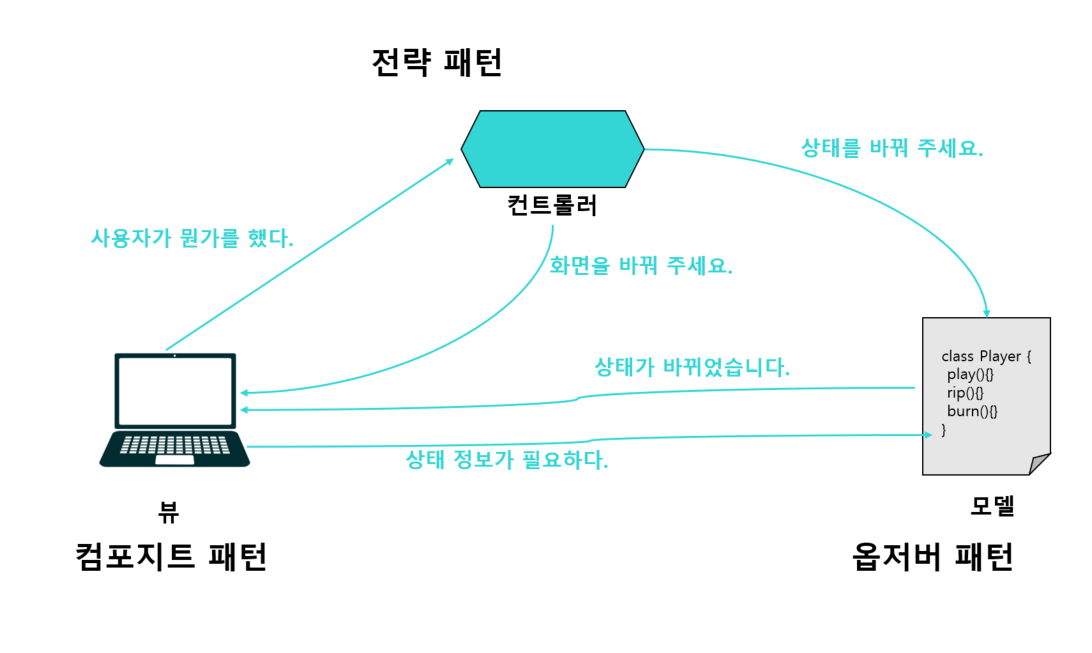 전략 패턴
상태를 바꿔 주세요.
컨트롤러
사용자가 뭔가를 했다.
화면을 바꿔 주세요.
상태가 바뀌었습니다.
class Player {
play(){}
rip(){}
burn(){}
}
상태 정보가 필요하다.
뷰
모델
컴포지트 패턴
옵저버 패턴